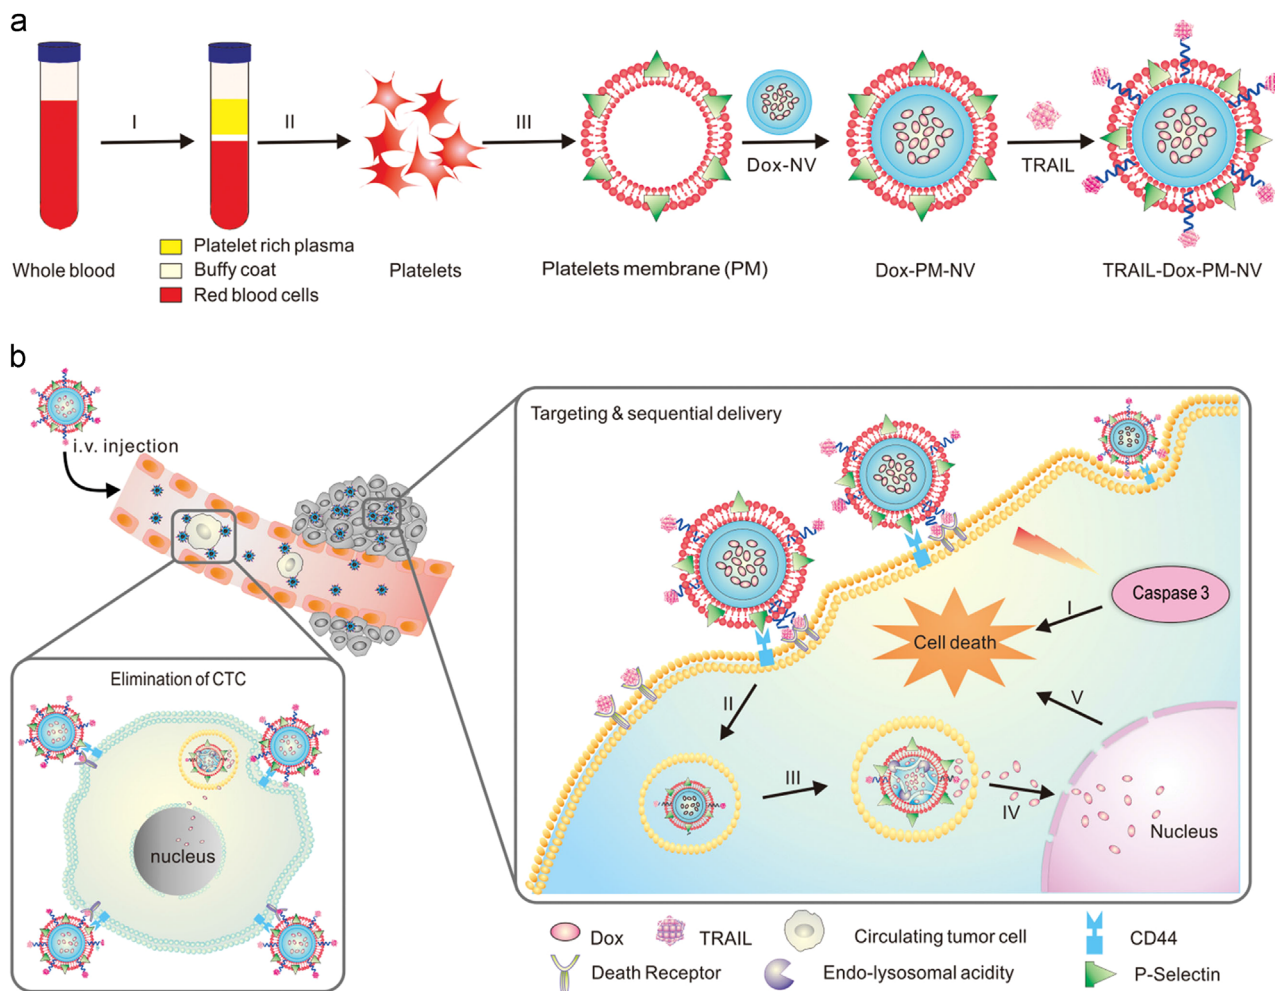 a
I
II
III
Dox-NV
TRAIL
Platelet rich plasma
Buffy coat
Red blood cells
Whole blood
Platelets
Platelets membrane (PM)
Dox-PM-NV
TRAIL-Dox-PM-NV
b
i.v. injection
Targeting & sequential delivery
Caspase 3
I
Cell death
II
III
IV
V
Nucleus
Elimination of CTC
nucleus
Dox
TRAIL
Circulating tumor cell
CD44
Death Receptor
Endo-lysosomal acidity
P-Selectin